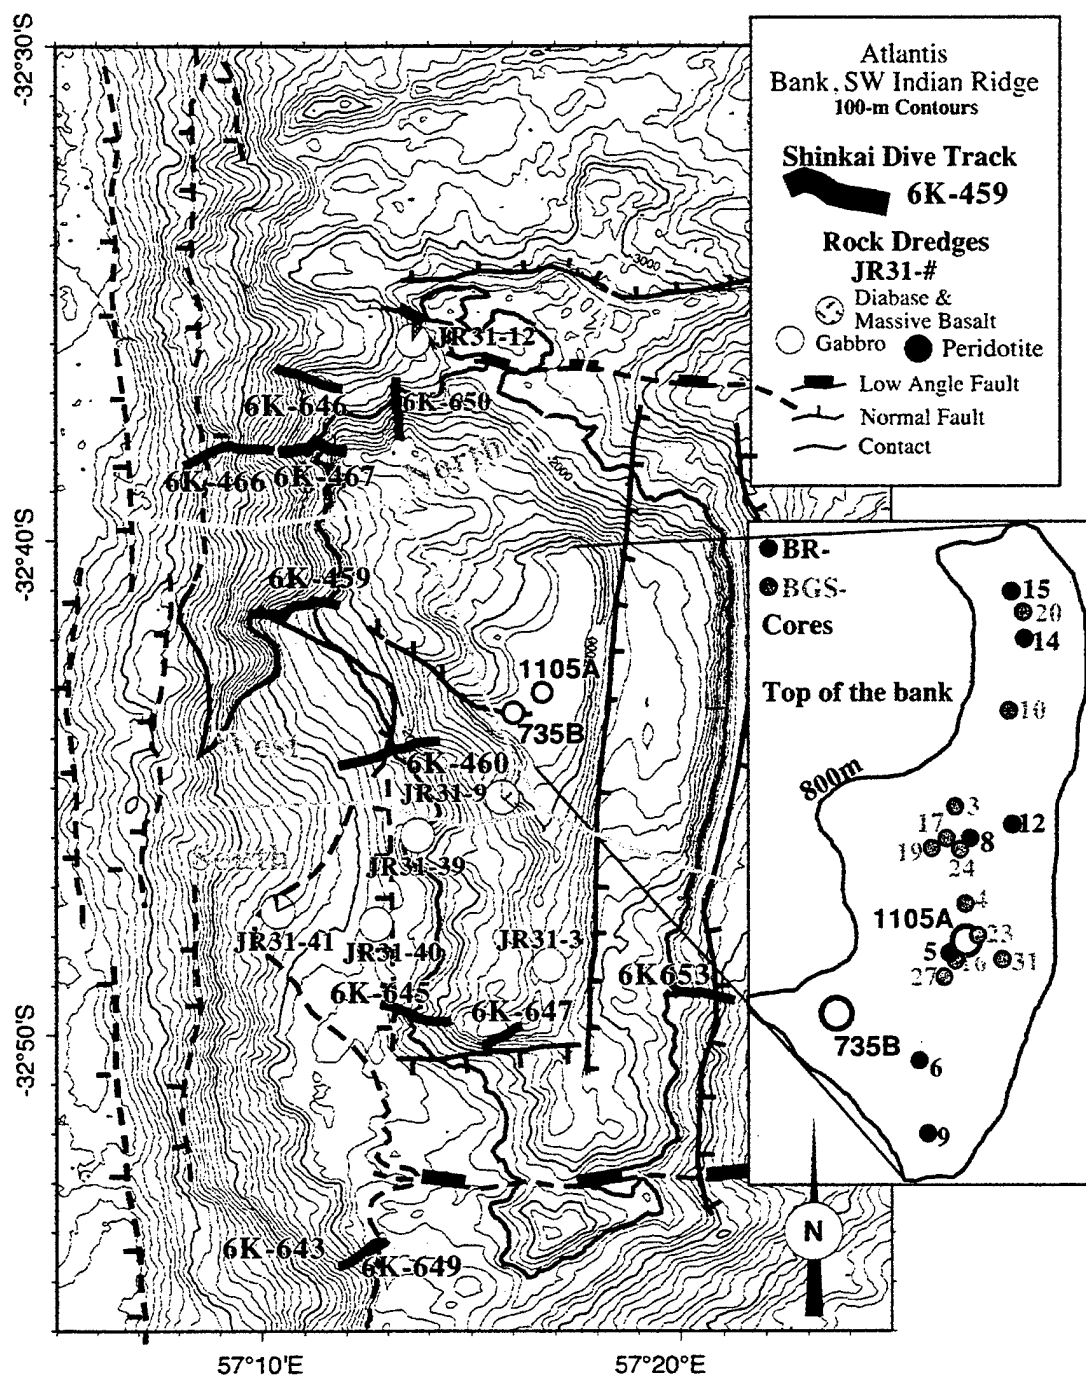 -32°30'S
Atlantis
Bank, SW Indian Ridge
100-m Contours
Shinkai Dive Track
6K-459
Rock Dredges
JR31-#
Diabase &
Massive Basalt
Gabbro
Peridotite
Low Angle Fault
Normal Fault
Contact
3000
JR31-12
6K-646
6K-650
North
6K-466
6K-467
2000
-32°40'S
6K-459
1105A
735B
West
6K-460
JR31-9
JR31-39
South
JR31-41
JR31-40
JR31-3
6K653
6K-645
6K-647
-32°50'S
6K-643
6K-649
57°10'E
57°20'E
BR-
BGS-
Cores
Top of the bank
800m
15
20
14
10
3
17
12
8
19
24
4
1105A
23
5
16
31
27
735B
6
9
N